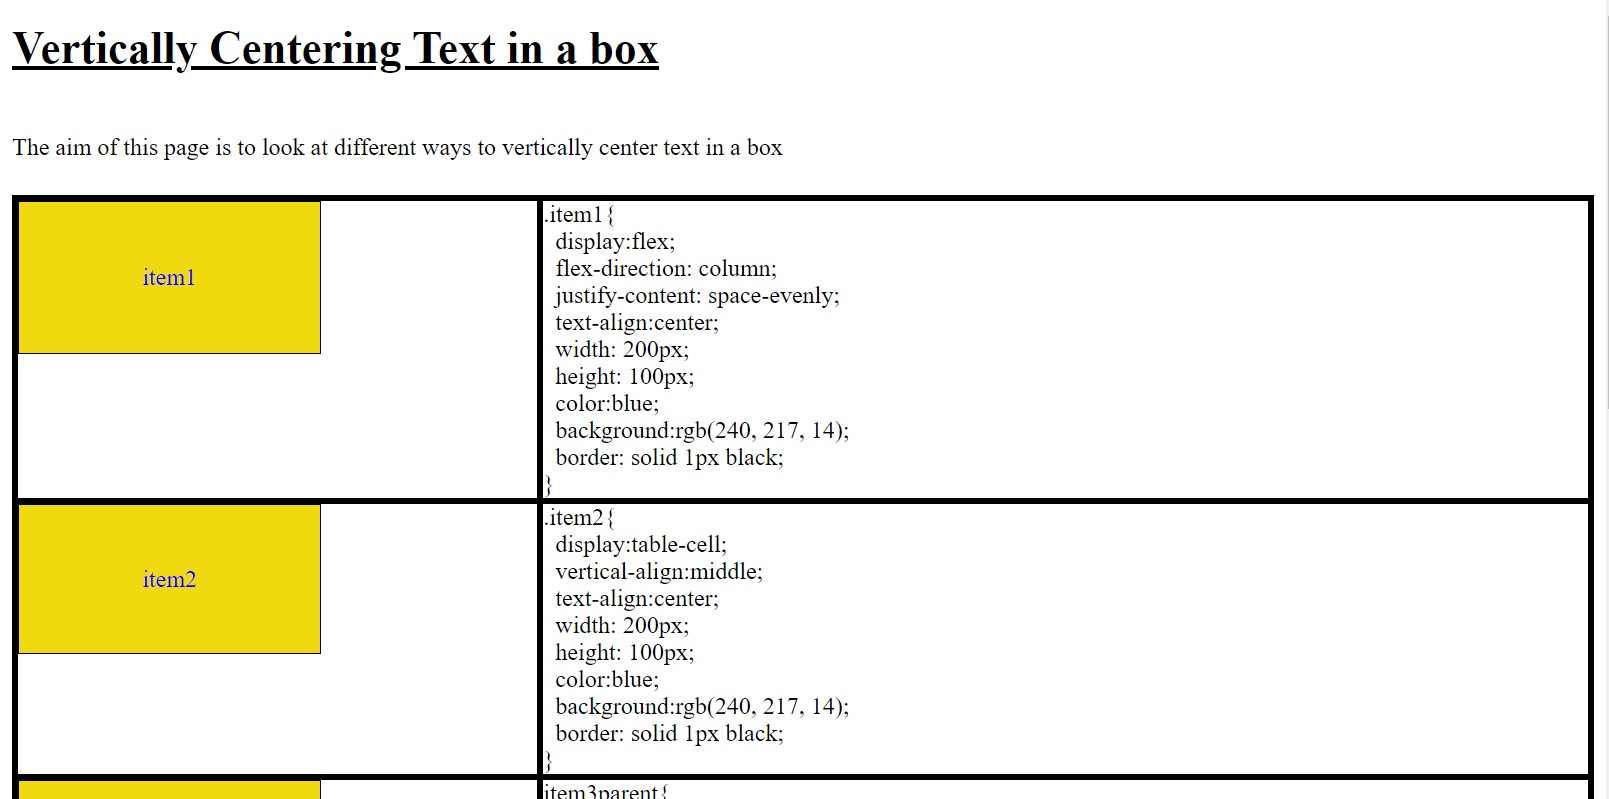 Vertically Centering Text in a box
The aim of this page is to look at different ways to vertically center text in a box
item1
.item1{
display:flex;
flex-direction: column;
justify-content: space-evenly;
text-align:center;
width: 200px;
height: 100px;
color:blue;
background:rgb(240, 217, 14);
border: solid 1px black;
}
item2
.item2{
display:table-cell;
vertical-align:middle;
text-align:center;
width: 200px;
height: 100px;
color:blue;
background:rgb(240, 217, 14);
border: solid 1px black;
}
item3parent{